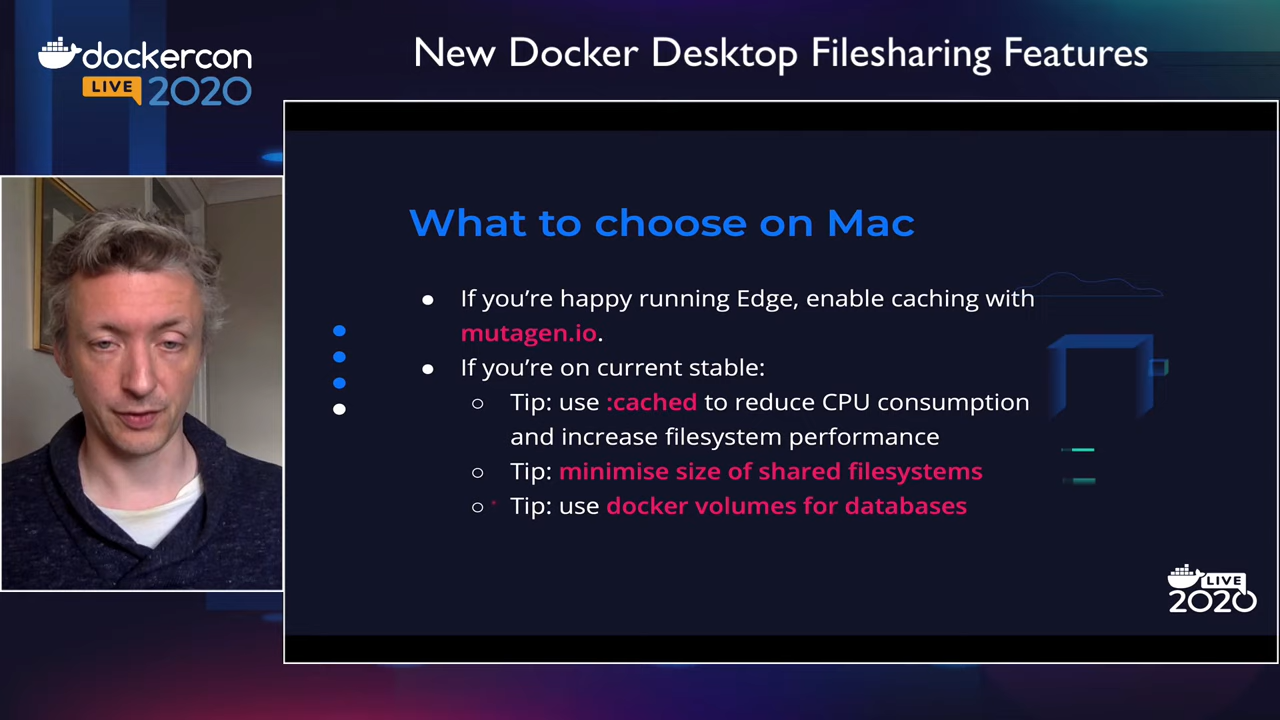 dockercon
LIVE 2020
New Docker Desktop Filesharing Features
What to choose on Mac
● If you’re happy running Edge, enable caching with
mutagen.io.
● If you’re on current stable:
○ Tip: use :cached to reduce CPU consumption
and increase filesystem performance
○ Tip: minimise size of shared filesystems
○ Tip: use docker volumes for databases
LIVE
2020